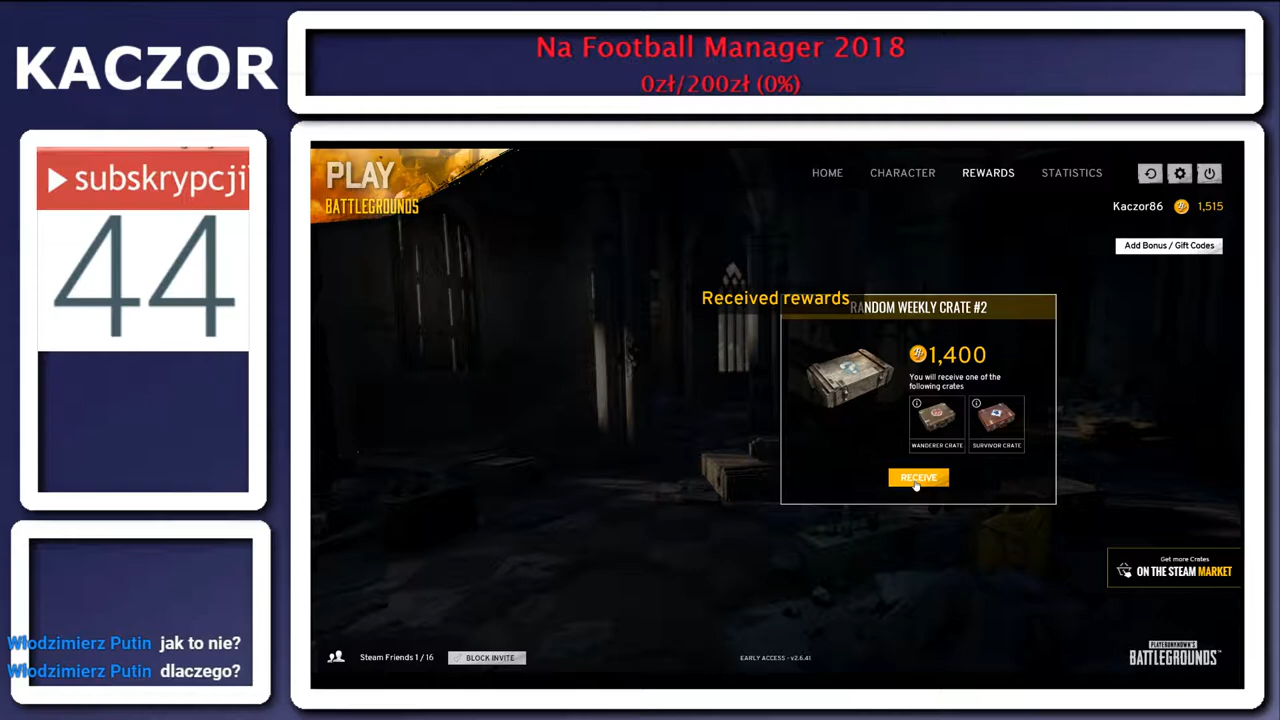 KACZOR
Na Football Manager 2018
0zł/200zł (0%)
subskrypcji
44
PLAY
BATTLEGROUNDS
HOME
CHARACTER
REWARDS
STATISTICS
Kaczor86
1,515
Add Bonus / Gift Codes
Received rewards
RANDOM WEEKLY CRATE #2
1,400
You will receive one of the
following crates
WANDERER CRATE
SURVIVOR CRATE
RECEIVE
Get more Crates
ON THE STEAM MARKET
Włodzimierz Putin jak to nie?
Włodzimierz Putin dlaczego?
Steam Friends 1 / 16
BLOCK INVITE
EARLY ACCESS - v2.6.41
PLAYERUNKNOWN'S
BATTLEGROUNDS